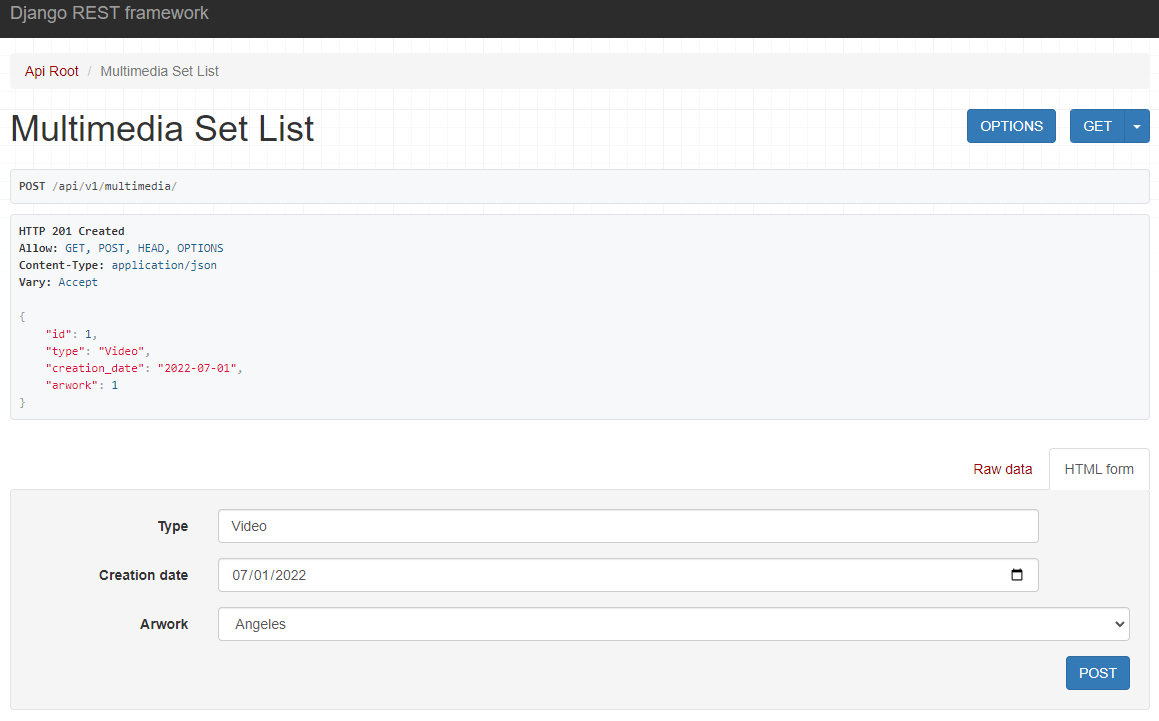 Django REST framework
Api Root / Multimedia Set List
Multimedia Set List
OPTIONS
GET
POST /api/v1/multimedia/
HTTP 201 Created
Allow: GET, POST, HEAD, OPTIONS
Content-Type: application/json
Vary: Accept
{
    "id": 1,
    "type": "Video",
    "creation_date": "2022-07-01",
    "arwork": 1
}
Raw data
HTML form
Type Video
Creation date 07/01/2022
Arwork Angeles
POST